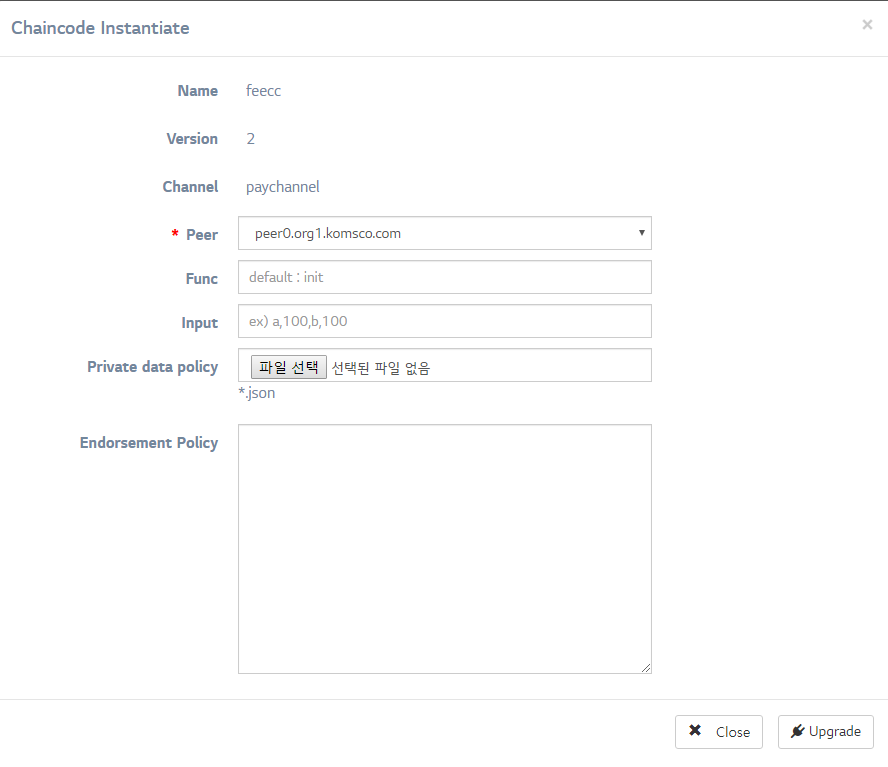 Chaincode Instantiate ×
Name feecc
Version 2
Channel paychannel
* Peer peer0.org1.komsco.com
Func default : init
Input ex) a,100,b,100
Private data policy 파일 선택 선택된 파일 없음
*.json
Endorsement Policy
Close Upgrade